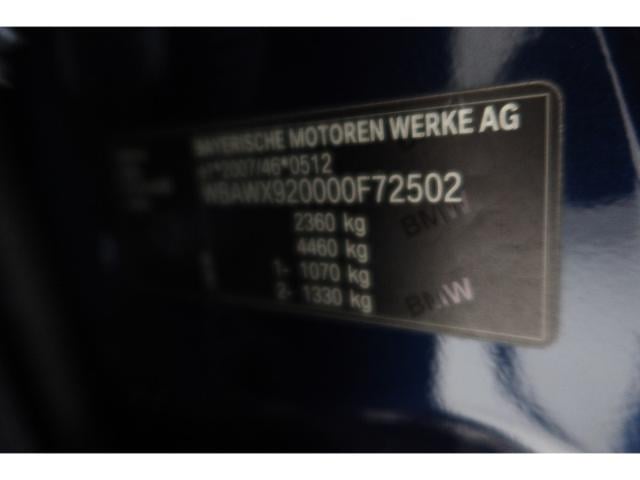 BAYERISCHE MOTOREN WERKE AG
e1*2007/46*0512
WBAWX920000F72502
2360 kg
4460 kg
1- 1070 kg
2- 1330 kg
BMW
BMW